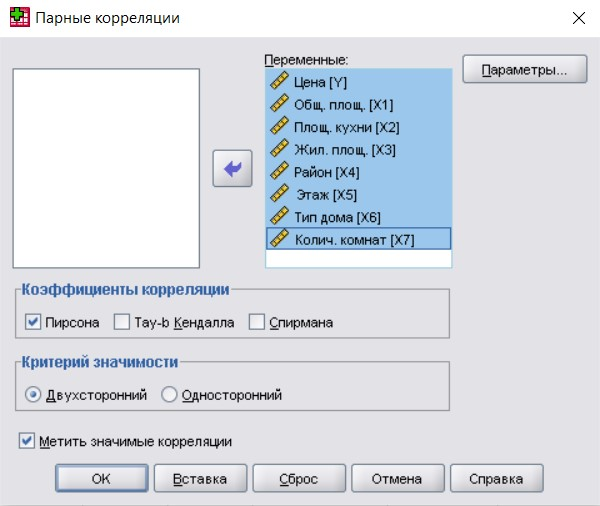 Парные корреляции
Переменные:
Цена [Y]
Общ. площ. [X1]
Площ. кухни [X2]
Жил. площ. [X3]
Район [X4]
Этаж [X5]
Тип дома [X6]
Колич. комнат [X7]
Параметры...
Коэффициенты корреляции
Пирсона Тау-b Кендалла Спирмана
Критерий значимости
Двухсторонний Односторонний
Метить значимые корреляции
OK Вставка Сброс Отмена Справка